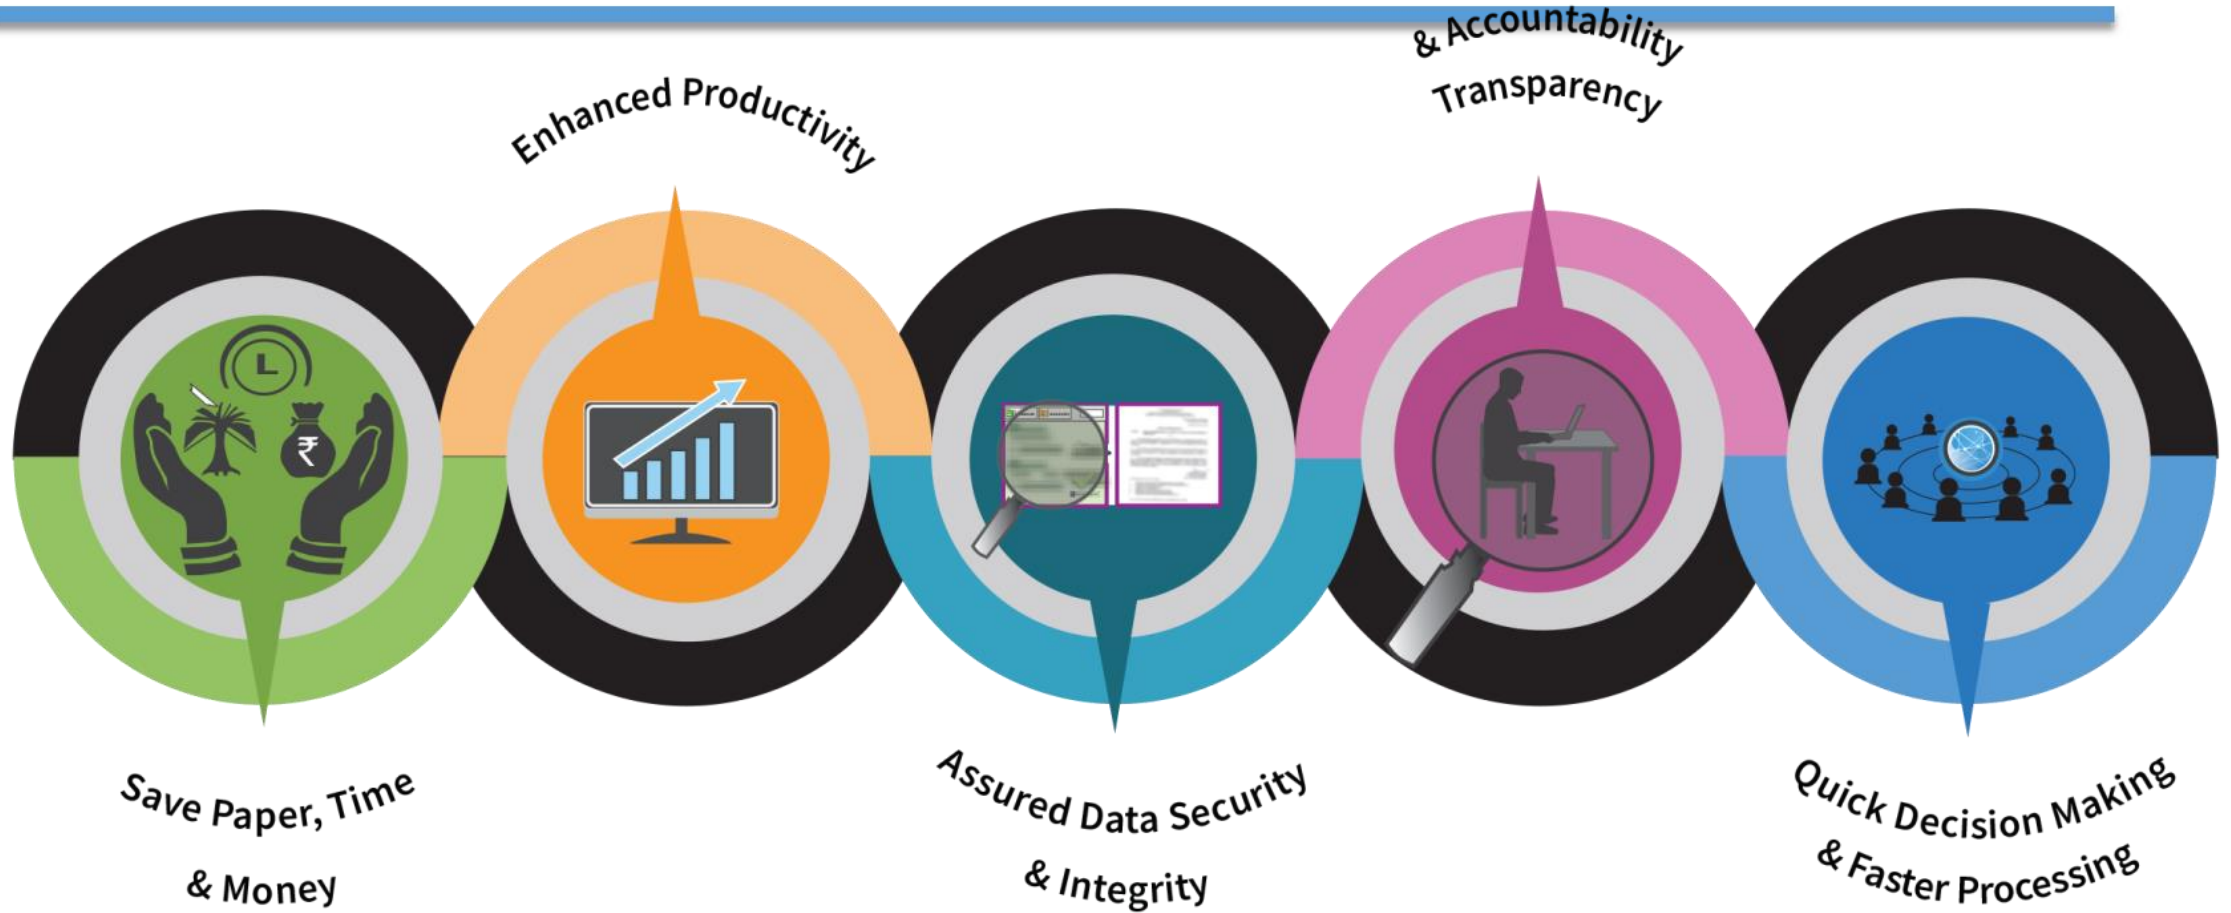 & Accountability
Transparency
Enhanced Productivity
L
₹
Save Paper, Time
& Money
Assured Data Security
& Integrity
Quick Decision Making
& Faster Processing